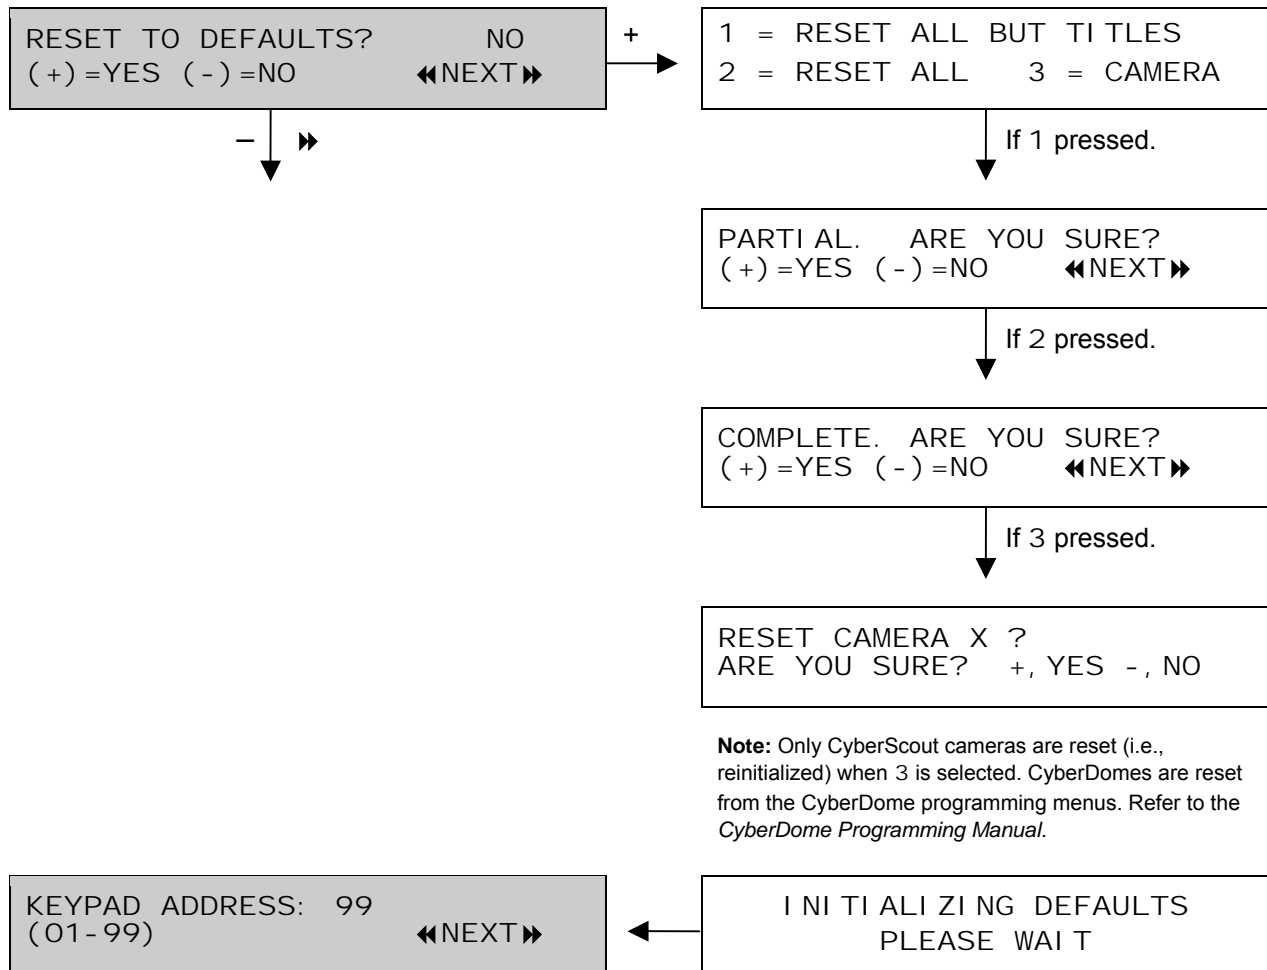 RESET TO DEFAULTS? NO
(+)=YES (-)=NO ◀◀NEXT▶▶
+
1 = RESET ALL BUT TITLES
2 = RESET ALL 3 = CAMERA
– ▶▶
If 1 pressed.
PARTIAL. ARE YOU SURE?
(+)=YES (-)=NO ◀◀NEXT▶▶
If 2 pressed.
COMPLETE. ARE YOU SURE?
(+)=YES (-)=NO ◀◀NEXT▶▶
If 3 pressed.
RESET CAMERA X ?
ARE YOU SURE? +,YES -,NO
Note: Only CyberScout cameras are reset (i.e.,
reinitialized) when 3 is selected. CyberDomes are reset
from the CyberDome programming menus. Refer to the
CyberDome Programming Manual.
KEYPAD ADDRESS: 99
(01-99) ◀◀NEXT▶▶
INITIALIZING DEFAULTS
PLEASE WAIT